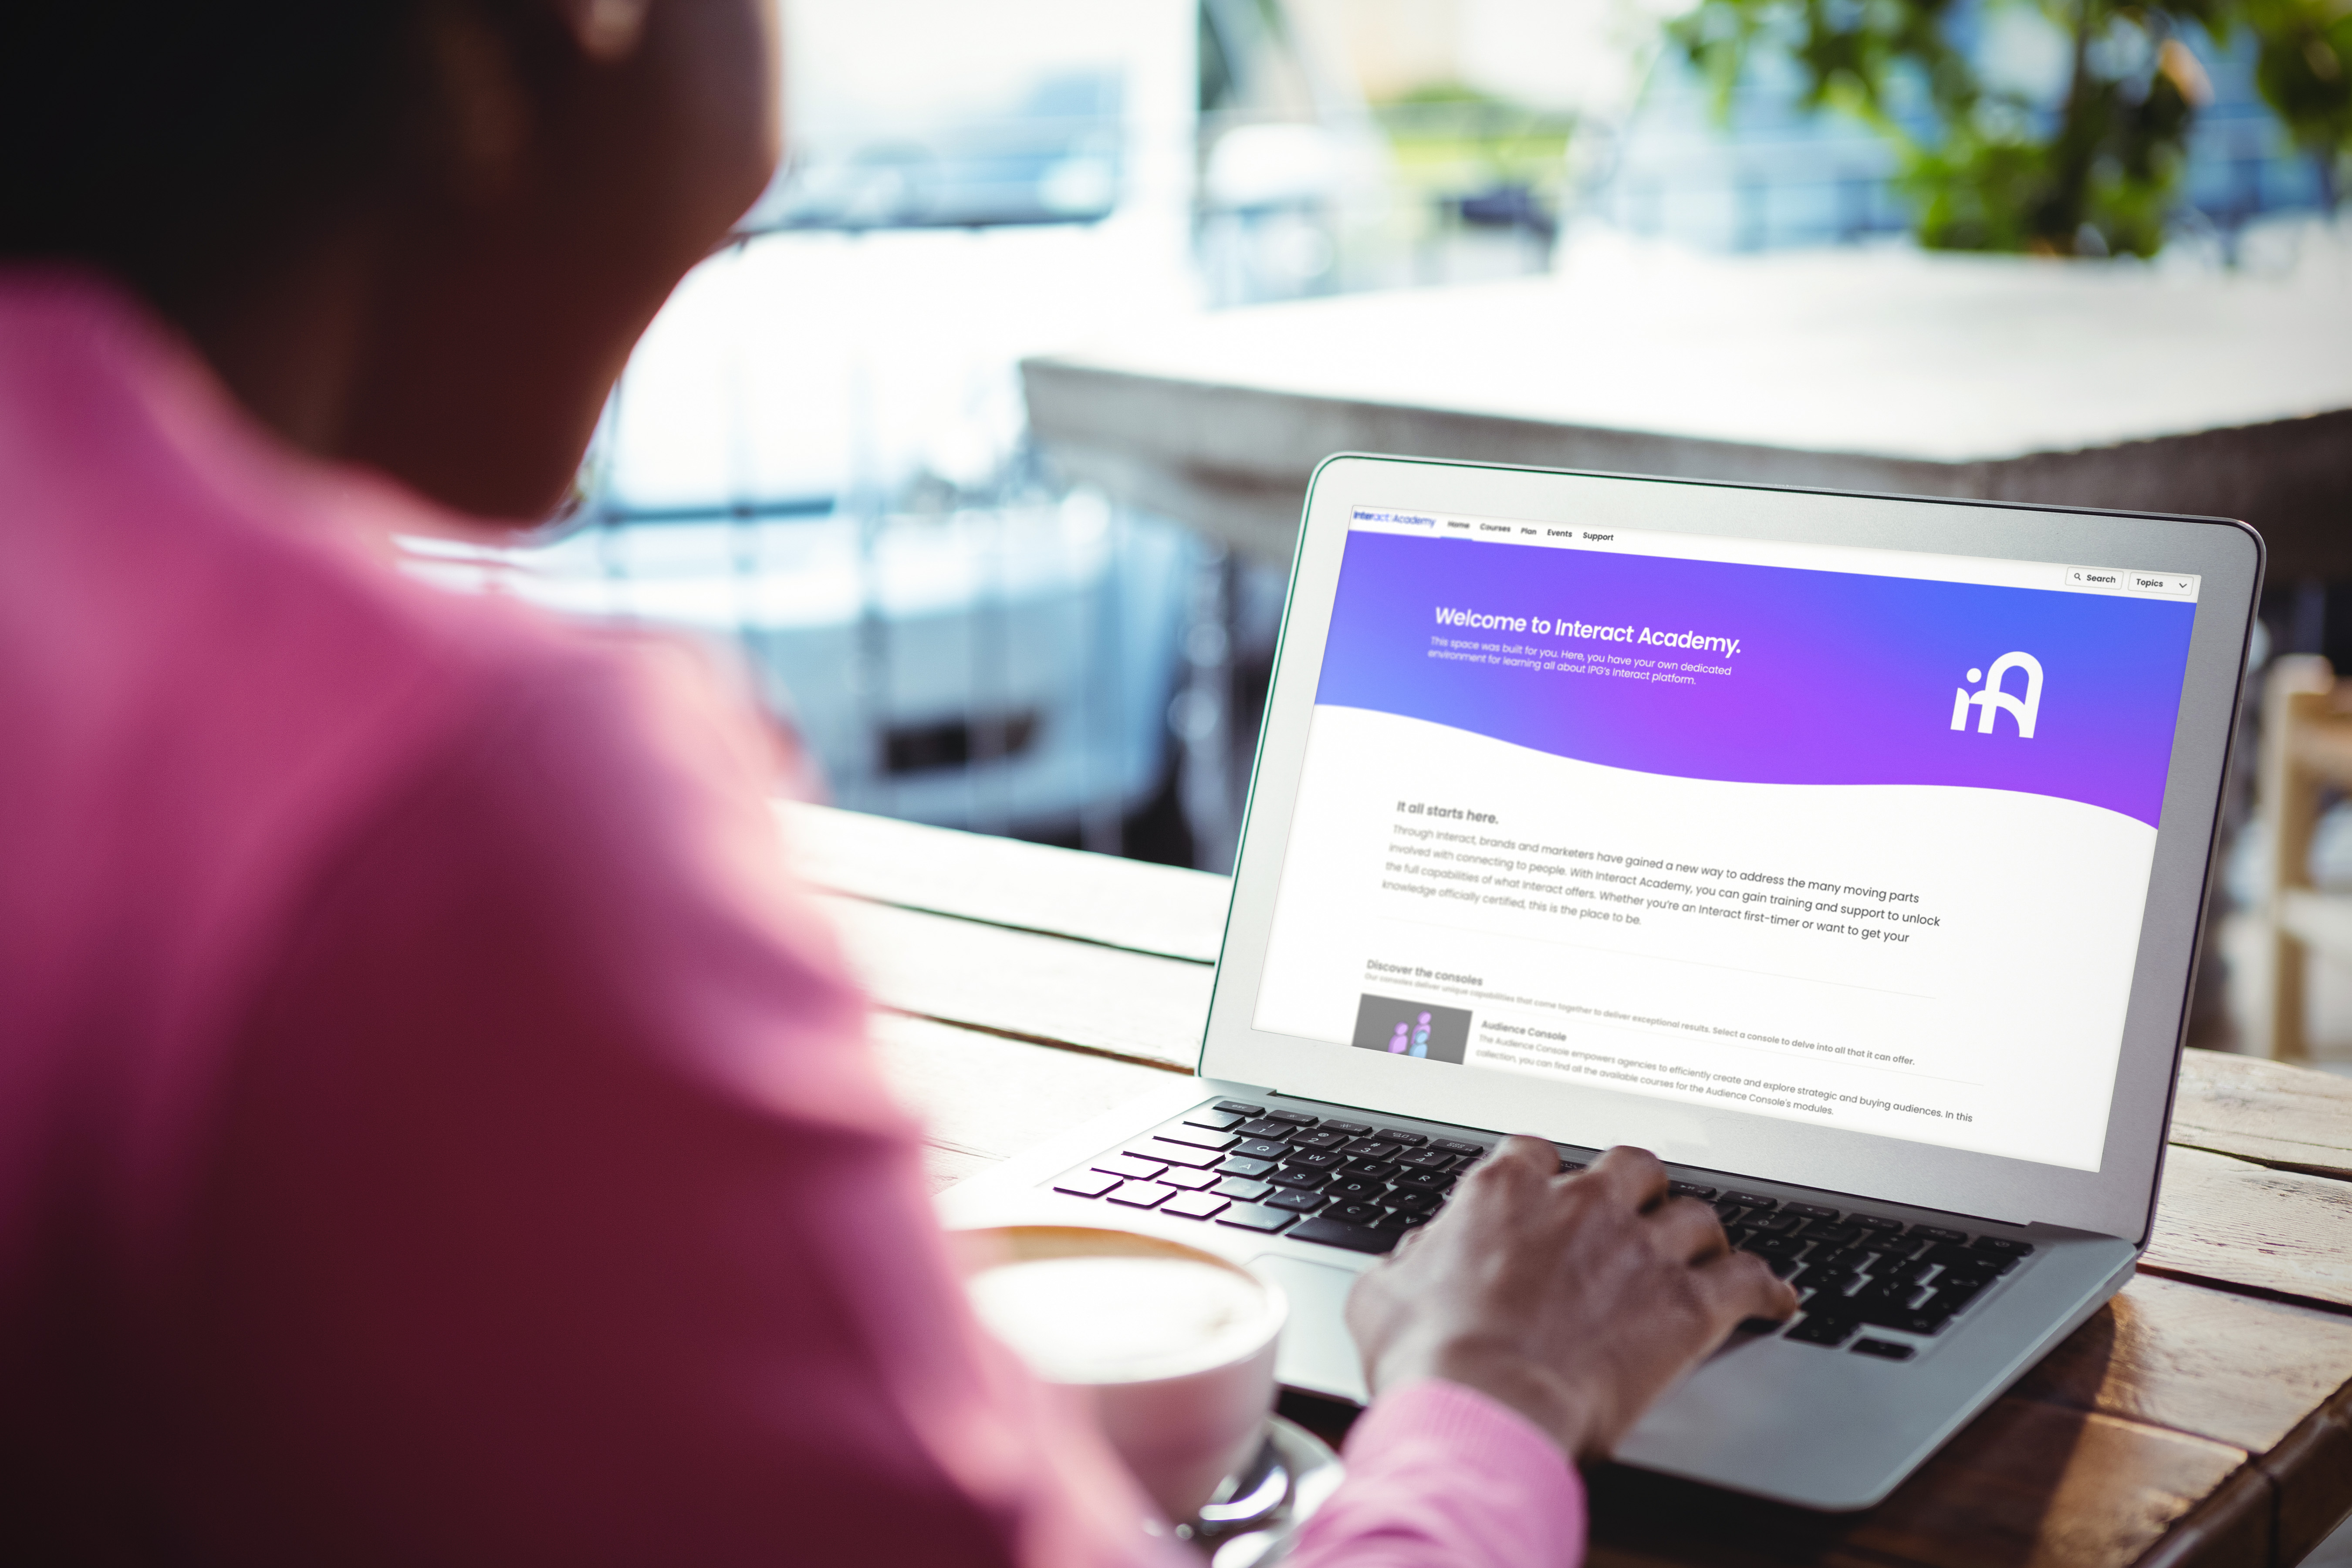 Interact Academy Home Courses Plan Events Support
Search Topics
Welcome to Interact Academy.
This space was built for you. Here, you have your own dedicated
environment for learning all about IPG's Interact platform.
iA
It all starts here.
Through Interact, brands and marketers have gained a new way to address the many moving parts
involved with connecting to people. With Interact Academy, you can gain training and support to unlock
the full capabilities of what Interact offers. Whether you're an Interact first-timer or want to get your
knowledge officially certified, this is the place to be.
Discover the consoles
Our consoles deliver unique capabilities that come together to deliver exceptional results. Select a console to delve into all that it can offer.
Audience Console
The Audience Console empowers agencies to efficiently create and explore strategic and buying audiences. In this
collection, you can find all the available courses for the Audience Console's modules.
1 2 3 4
Q W E R
A S D F
X C V